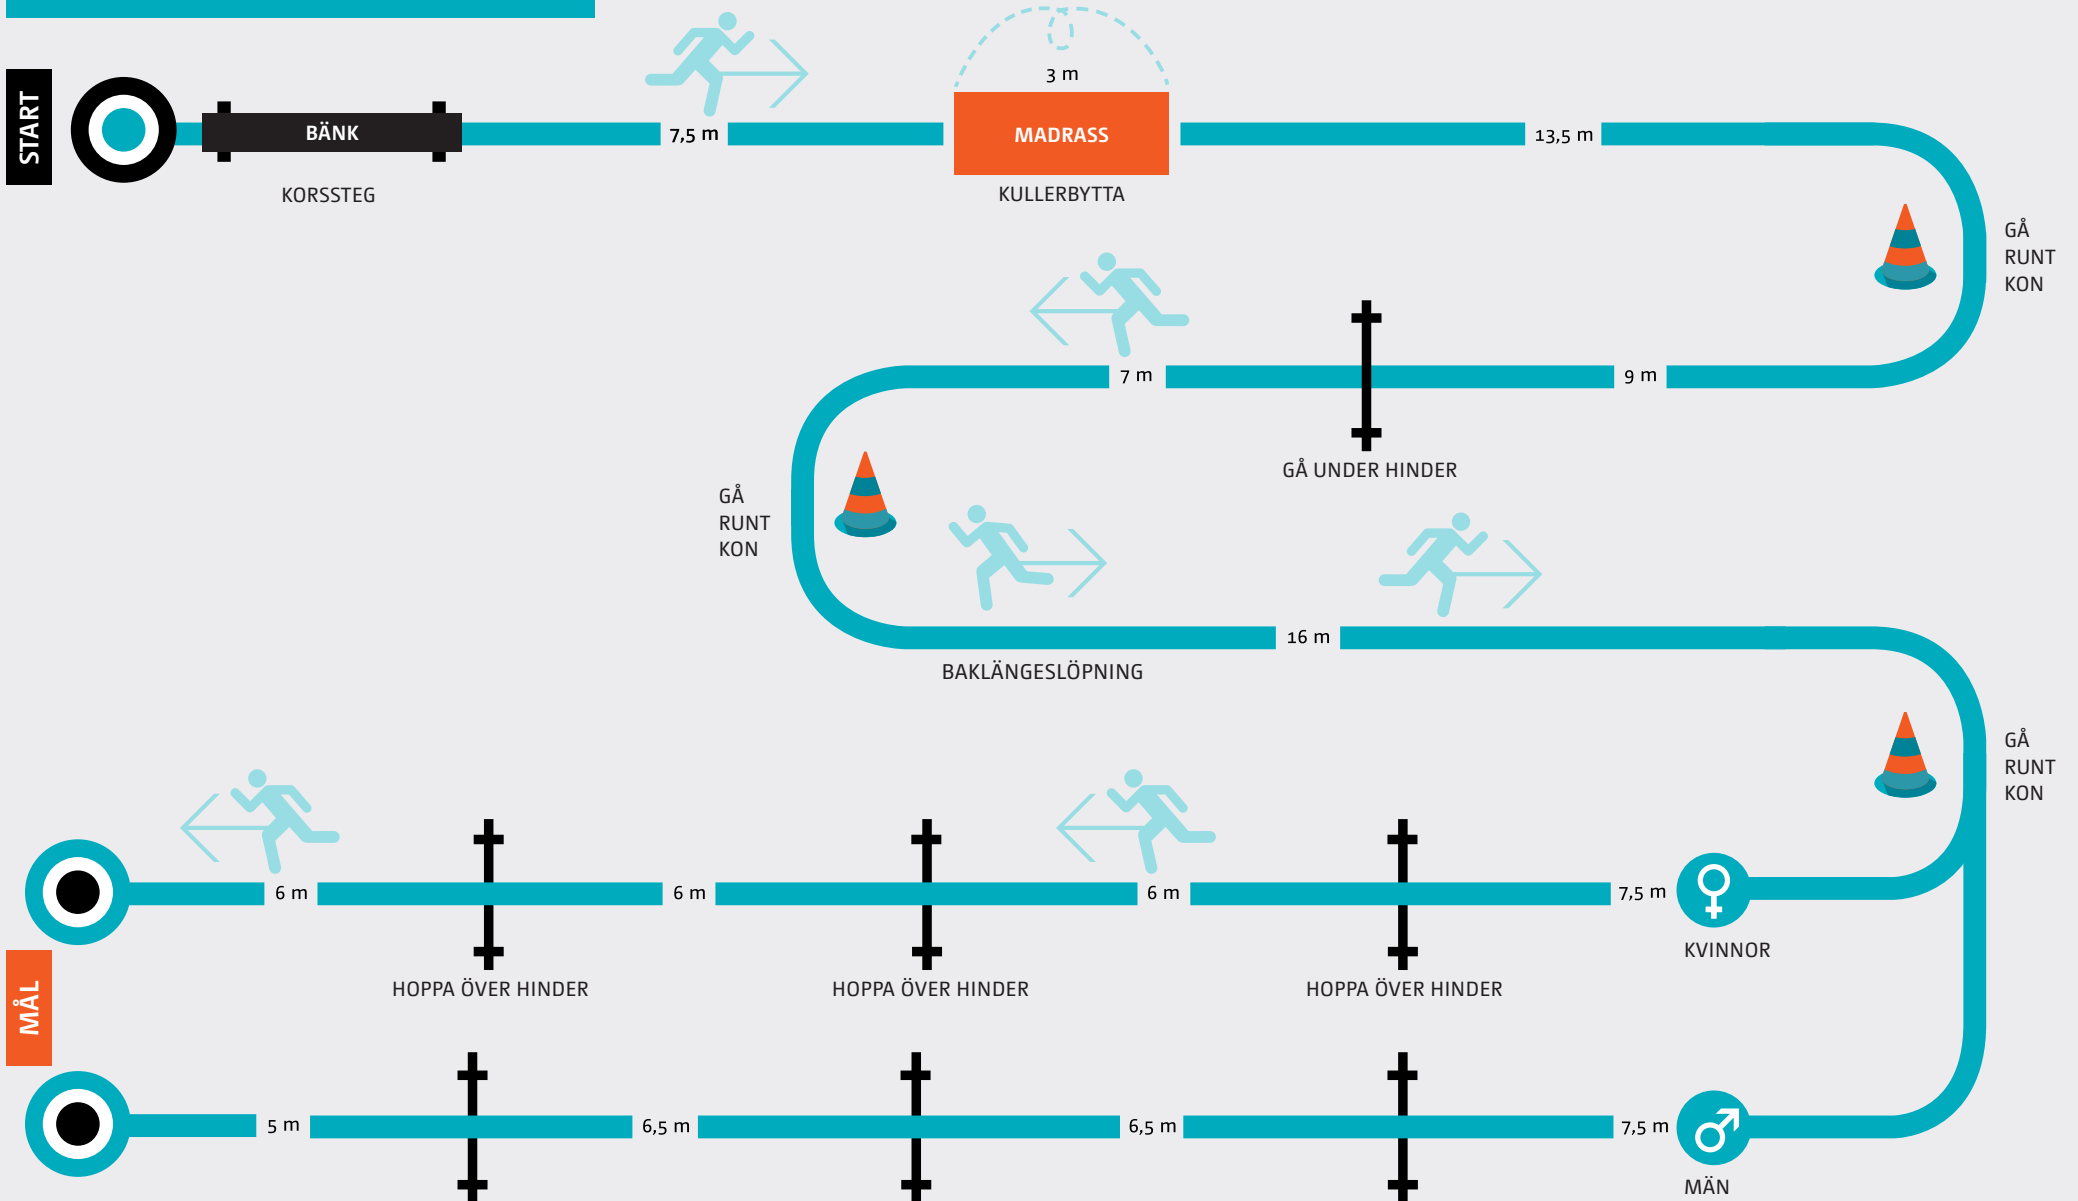 START
BÄNK
KORSSTEG
7,5 m
3 m
MADRASS
KULLERBYTTA
13,5 m
GÅ
RUNT
KON
7 m
9 m
GÅ UNDER HINDER
GÅ
RUNT
KON
BAKLÄNGESLÖPNING
16 m
GÅ
RUNT
KON
6 m
6 m
6 m
7,5 m
KVINNOR
HOPPA ÖVER HINDER
HOPPA ÖVER HINDER
HOPPA ÖVER HINDER
MÅL
5 m
6,5 m
6,5 m
7,5 m
MÄN